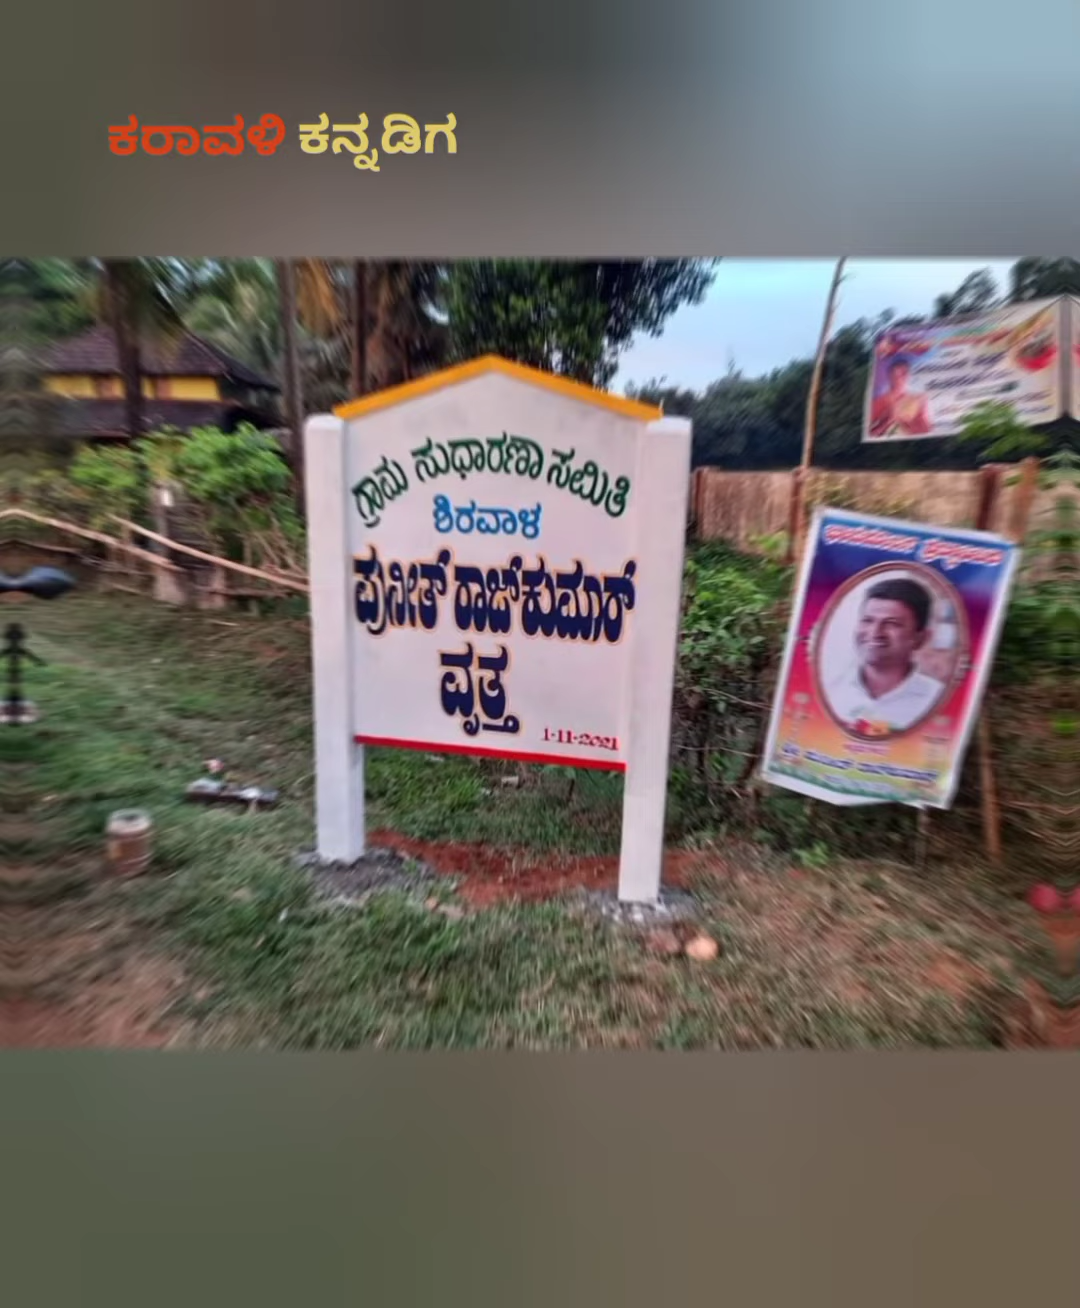 ಕರಾವಳಿ ಕನ್ನಡಿಗ
ಗ್ರಾಮ ಸುಧಾರಣಾ ಸಮಿತಿ
ಶಿರವಾಳ
ಪುನೀತ್ ರಾಜ್‌ಕುಮಾರ್
ವೃತ್ತ
1-11-2021